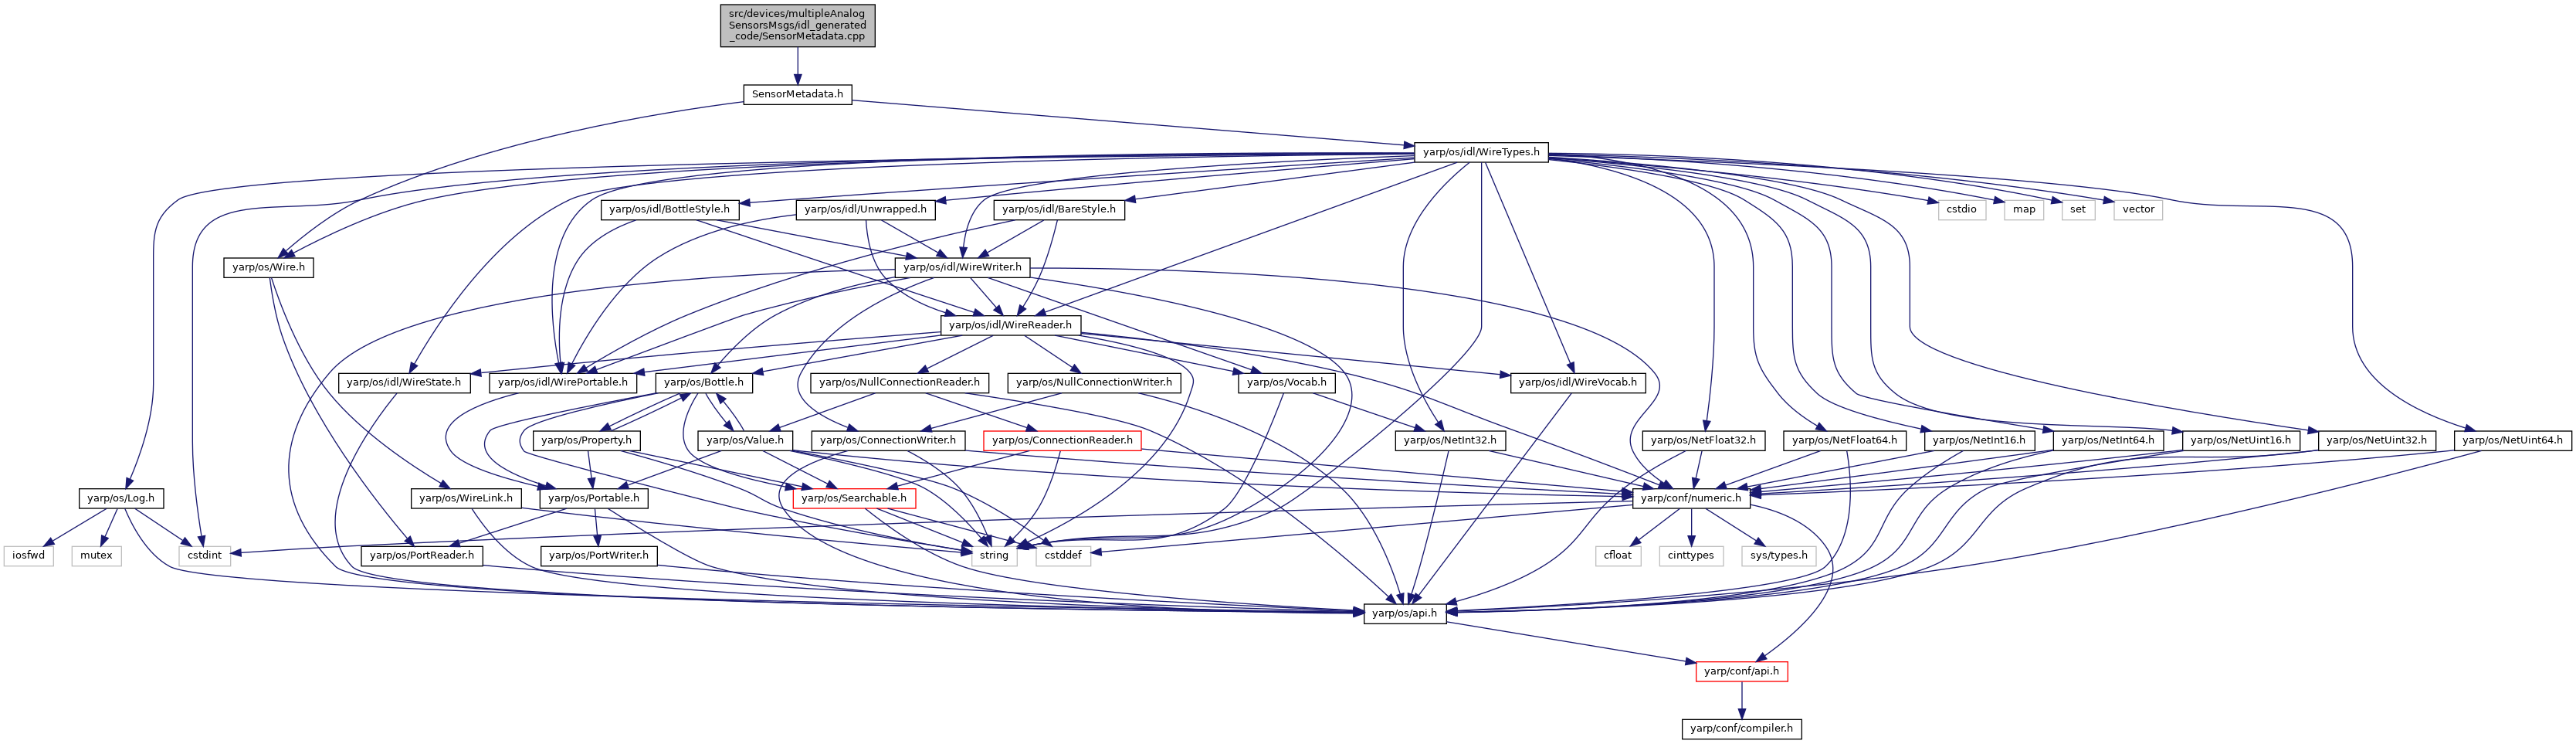 src/devices/multipleAnalog
SensorsMsgs/idl_generated
_code/SensorMetadata.cpp
SensorMetadata.h
yarp/os/idl/WireTypes.h
yarp/os/idl/BottleStyle.h
yarp/os/idl/Unwrapped.h
yarp/os/idl/BareStyle.h
cstdio
map
set
vector
yarp/os/Wire.h
yarp/os/idl/WireWriter.h
yarp/os/idl/WireReader.h
yarp/os/idl/WireState.h
yarp/os/idl/WirePortable.h
yarp/os/Bottle.h
yarp/os/NullConnectionReader.h
yarp/os/NullConnectionWriter.h
yarp/os/Vocab.h
yarp/os/idl/WireVocab.h
yarp/os/Property.h
yarp/os/Value.h
yarp/os/ConnectionWriter.h
yarp/os/ConnectionReader.h
yarp/os/NetInt32.h
yarp/os/NetFloat32.h
yarp/os/NetFloat64.h
yarp/os/NetInt16.h
yarp/os/NetInt64.h
yarp/os/NetUint16.h
yarp/os/NetUint32.h
yarp/os/NetUint64.h
yarp/os/Log.h
yarp/os/WireLink.h
yarp/os/Portable.h
yarp/os/Searchable.h
yarp/conf/numeric.h
iosfwd
mutex
cstdint
yarp/os/PortReader.h
yarp/os/PortWriter.h
string
cstddef
cfloat
cinttypes
sys/types.h
yarp/os/api.h
yarp/conf/api.h
yarp/conf/compiler.h